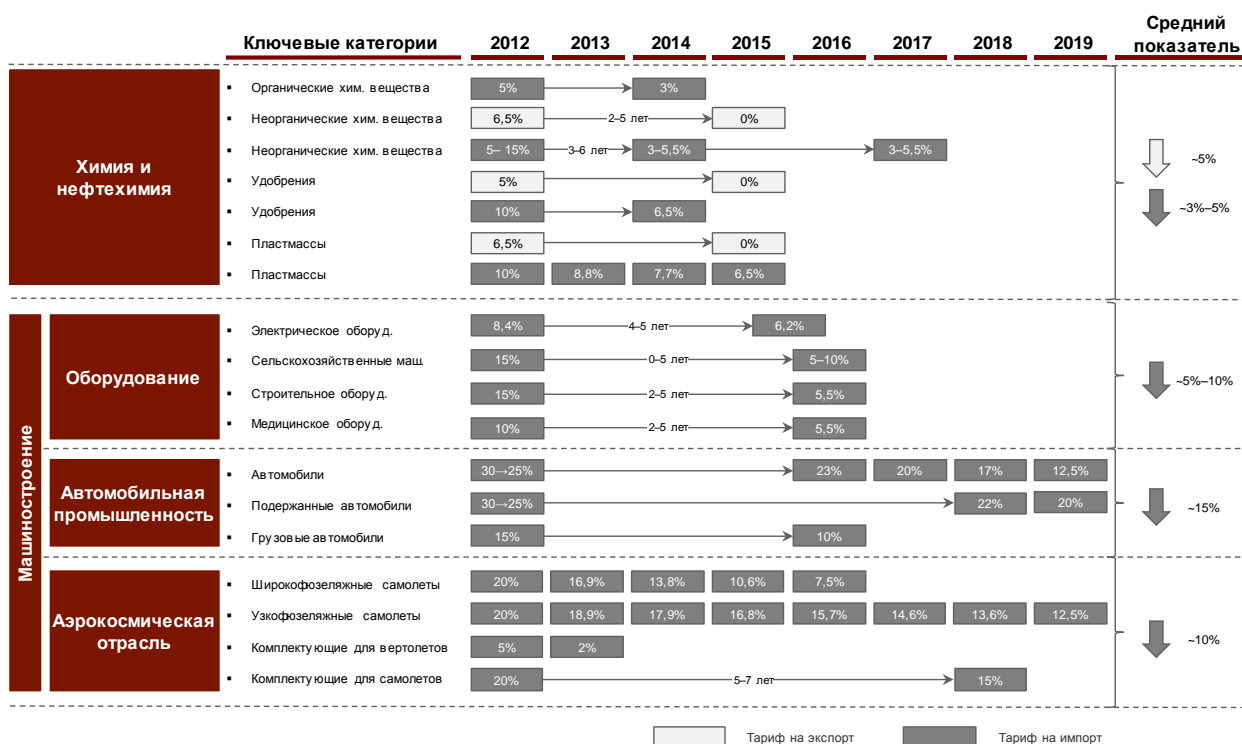 Ключевые категории 2012 2013 2014 2015 2016 2017 2018 2019 Средний
показатель
Химия и
нефтехимия
▪ Органические хим. вещества 5% 3%
▪ Неорганические хим. вещества 6,5% 2–5 лет 0%
▪ Неорганические хим. вещества 5– 15% 3–6 лет 3–5,5% 3–5,5%
▪ Удобрения 5% 0%
▪ Удобрения 10% 6,5%
▪ Пластмассы 6,5% 0%
▪ Пластмассы 10% 8,8% 7,7% 6,5%
~5%
~3%–5%
Машиностроение
Оборудование
▪ Электрическое оборуд. 8,4% 4–5 лет 6,2%
▪ Сельскохозяйственные маш. 15% 0–5 лет 5–10%
▪ Строительное оборуд. 15% 2–5 лет 5,5%
▪ Медицинское оборуд. 10% 2–5 лет 5,5%
~5%–10%
Автомобильная
промышленность
▪ Автомобили 30→25% 23% 20% 17% 12,5%
▪ Подержанные автомобили 30→25% 22% 20%
▪ Грузовые автомобили 15% 10%
~15%
Аэрокосмическая
отрасль
▪ Широкофюзеляжные самолеты 20% 16,9% 13,8% 10,6% 7,5%
▪ Узкофюзеляжные самолеты 20% 18,9% 17,9% 16,8% 15,7% 14,6% 13,6% 12,5%
▪ Комплектующие для вертолетов 5% 2%
▪ Комплектующие для самолетов 20% 5–7 лет 15%
~10%
Тариф на экспорт Тариф на импорт